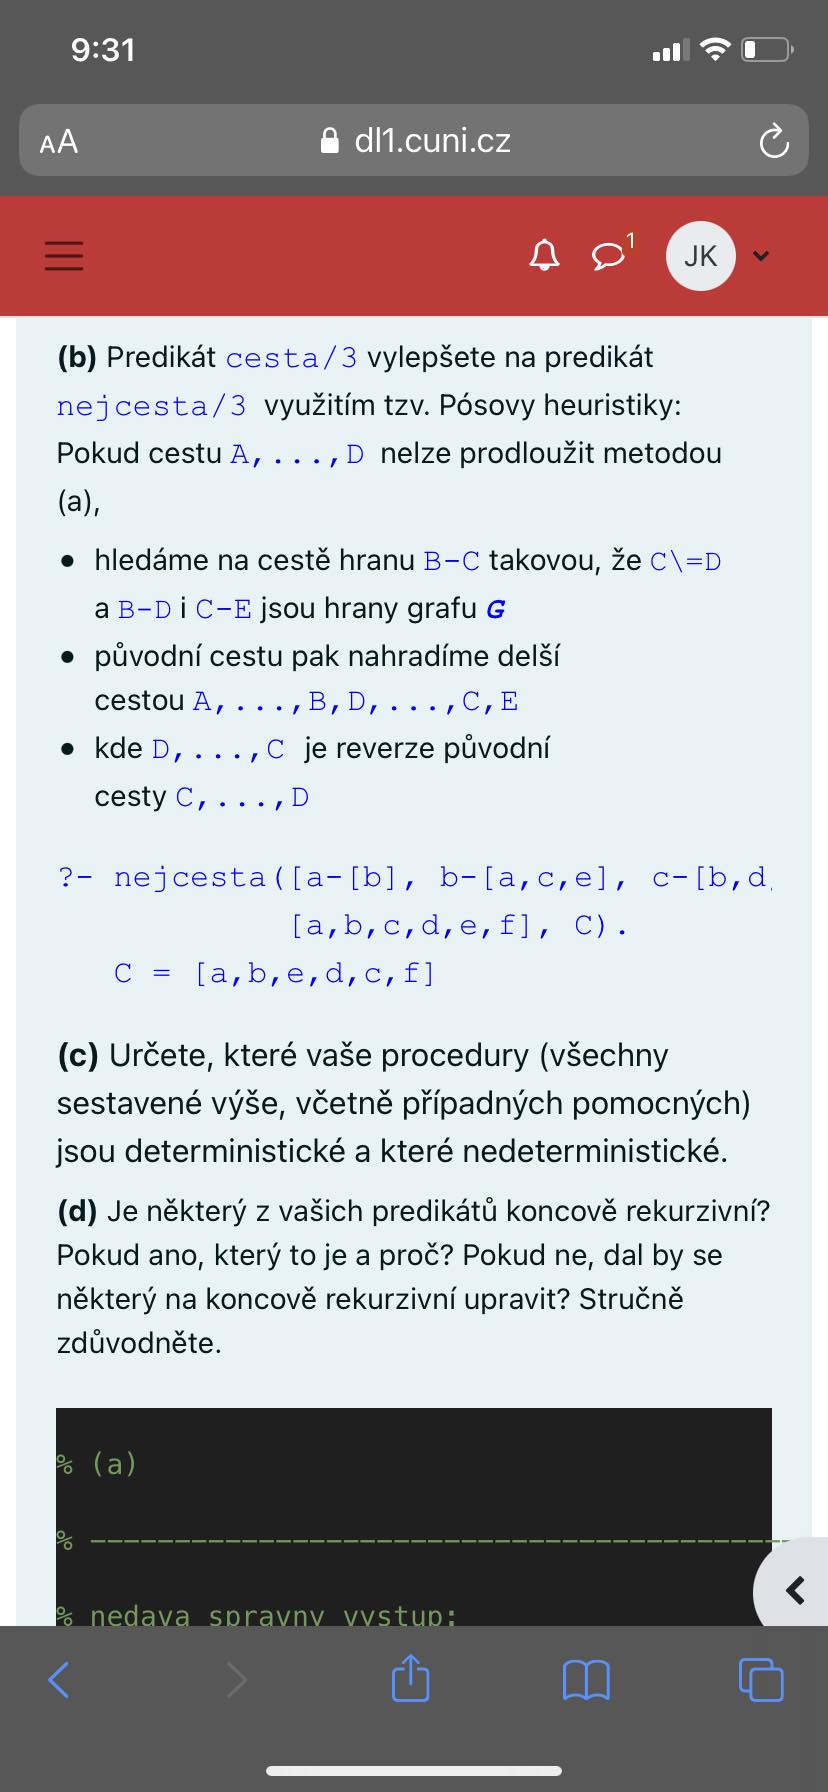 9:31
AA dl1.cuni.cz
1
JK
(b) Predikát cesta/3 vylepšete na predikát
nejcesta/3 využitím tzv. Pósovy heuristiky:
Pokud cestu A,...,D nelze prodloužit metodou
(a),
• hledáme na cestě hranu B-C takovou, že C\=D
a B-D i C-E jsou hrany grafu G
• původní cestu pak nahradíme delší
cestou A,...,B,D,...,C,E
• kde D,...,C je reverze původní
cesty C,...,D
?- nejcesta([a-[b], b-[a,c,e], c-[b,d,
[a,b,c,d,e,f], C).
C = [a,b,e,d,c,f]
(c) Určete, které vaše procedury (všechny
sestavené výše, včetně případných pomocných)
jsou deterministické a které nedeterministické.
(d) Je některý z vašich predikátů koncově rekurzivní?
Pokud ano, který to je a proč? Pokud ne, dal by se
některý na koncově rekurzivní upravit? Stručně
zdůvodněte.
% (a)
% -----------------------------------------
% nedava spravny vystup: